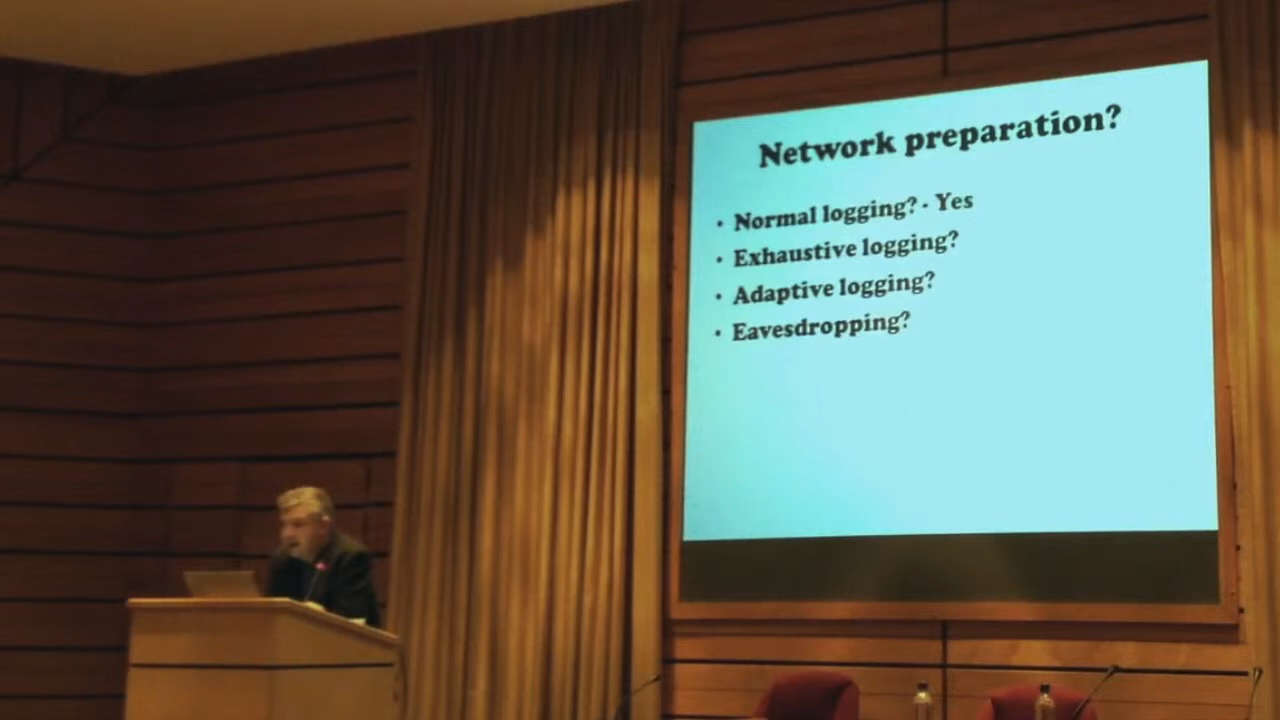 Network preparation?
• Normal logging? - Yes
• Exhaustive logging?
• Adaptive logging?
• Eavesdropping?